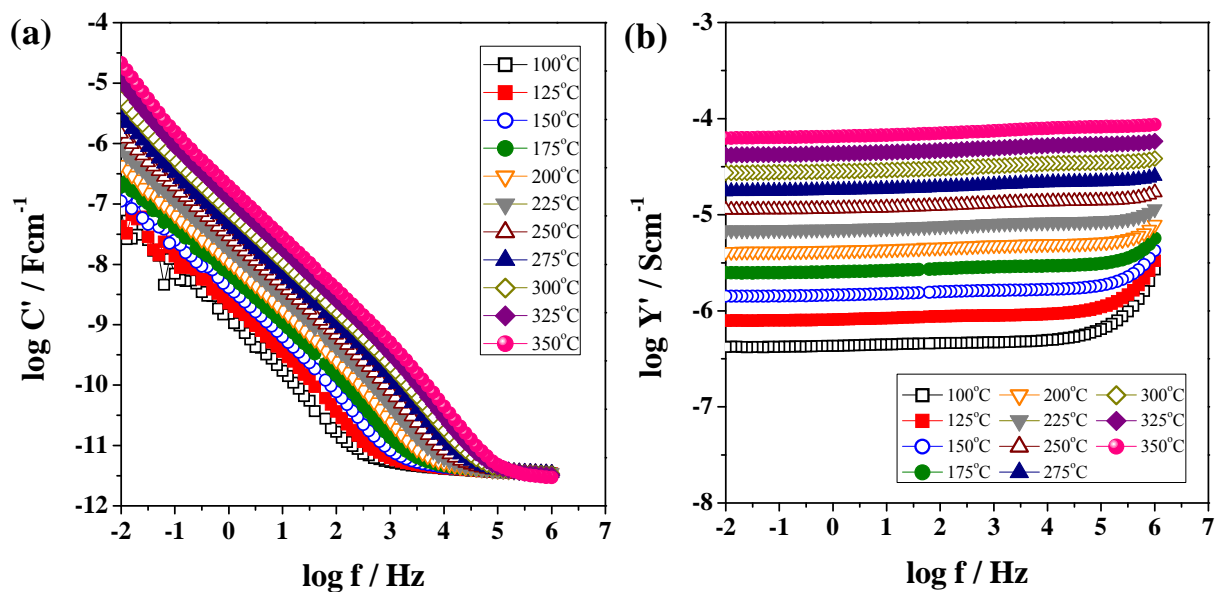 (a)
log C' / Fcm⁻¹
-4
-5
-6
-7
-8
-9
-10
-11
-12
-2 -1 0 1 2 3 4 5 6 7
log f / Hz
100°C
125°C
150°C
175°C
200°C
225°C
250°C
275°C
300°C
325°C
350°C
(b)
log Y' / Scm⁻¹
-3
-4
-5
-6
-7
-8
-2 -1 0 1 2 3 4 5 6 7
log f / Hz
100°C 200°C 300°C
125°C 225°C 325°C
150°C 250°C 350°C
175°C 275°C